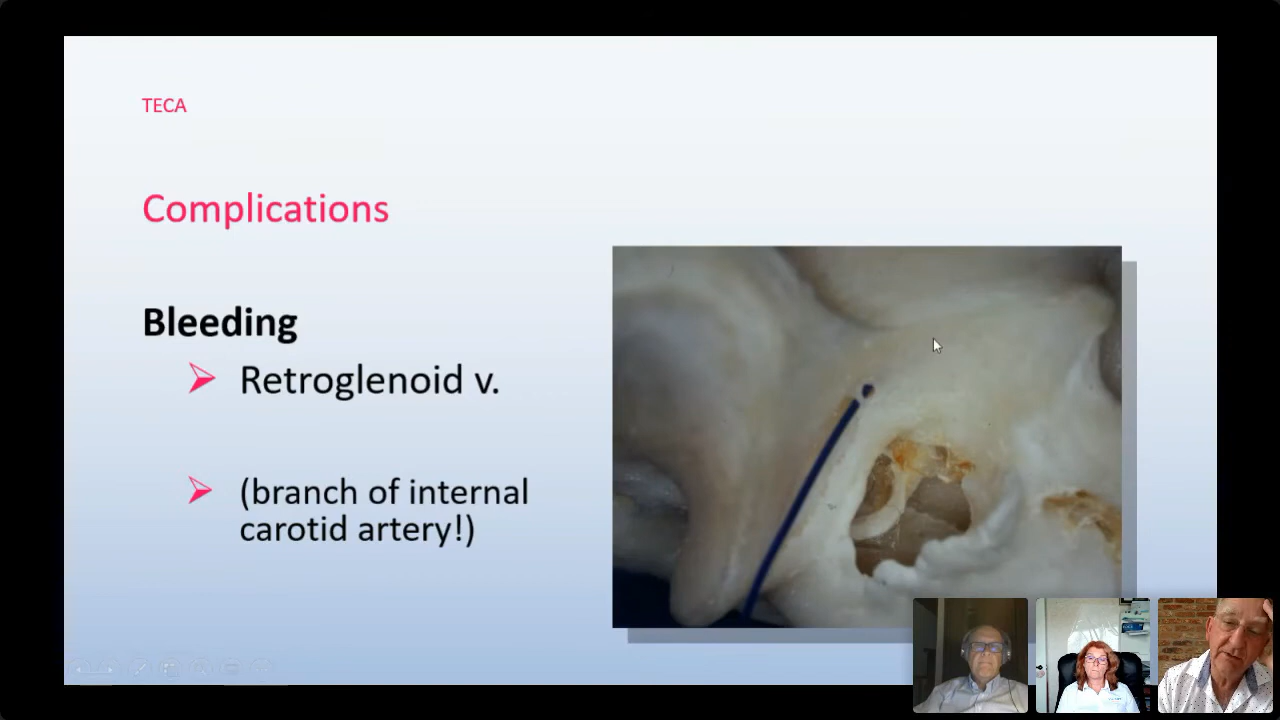 TECA
Complications
Bleeding
Retroglenoid v.
(branch of internal
carotid artery!)